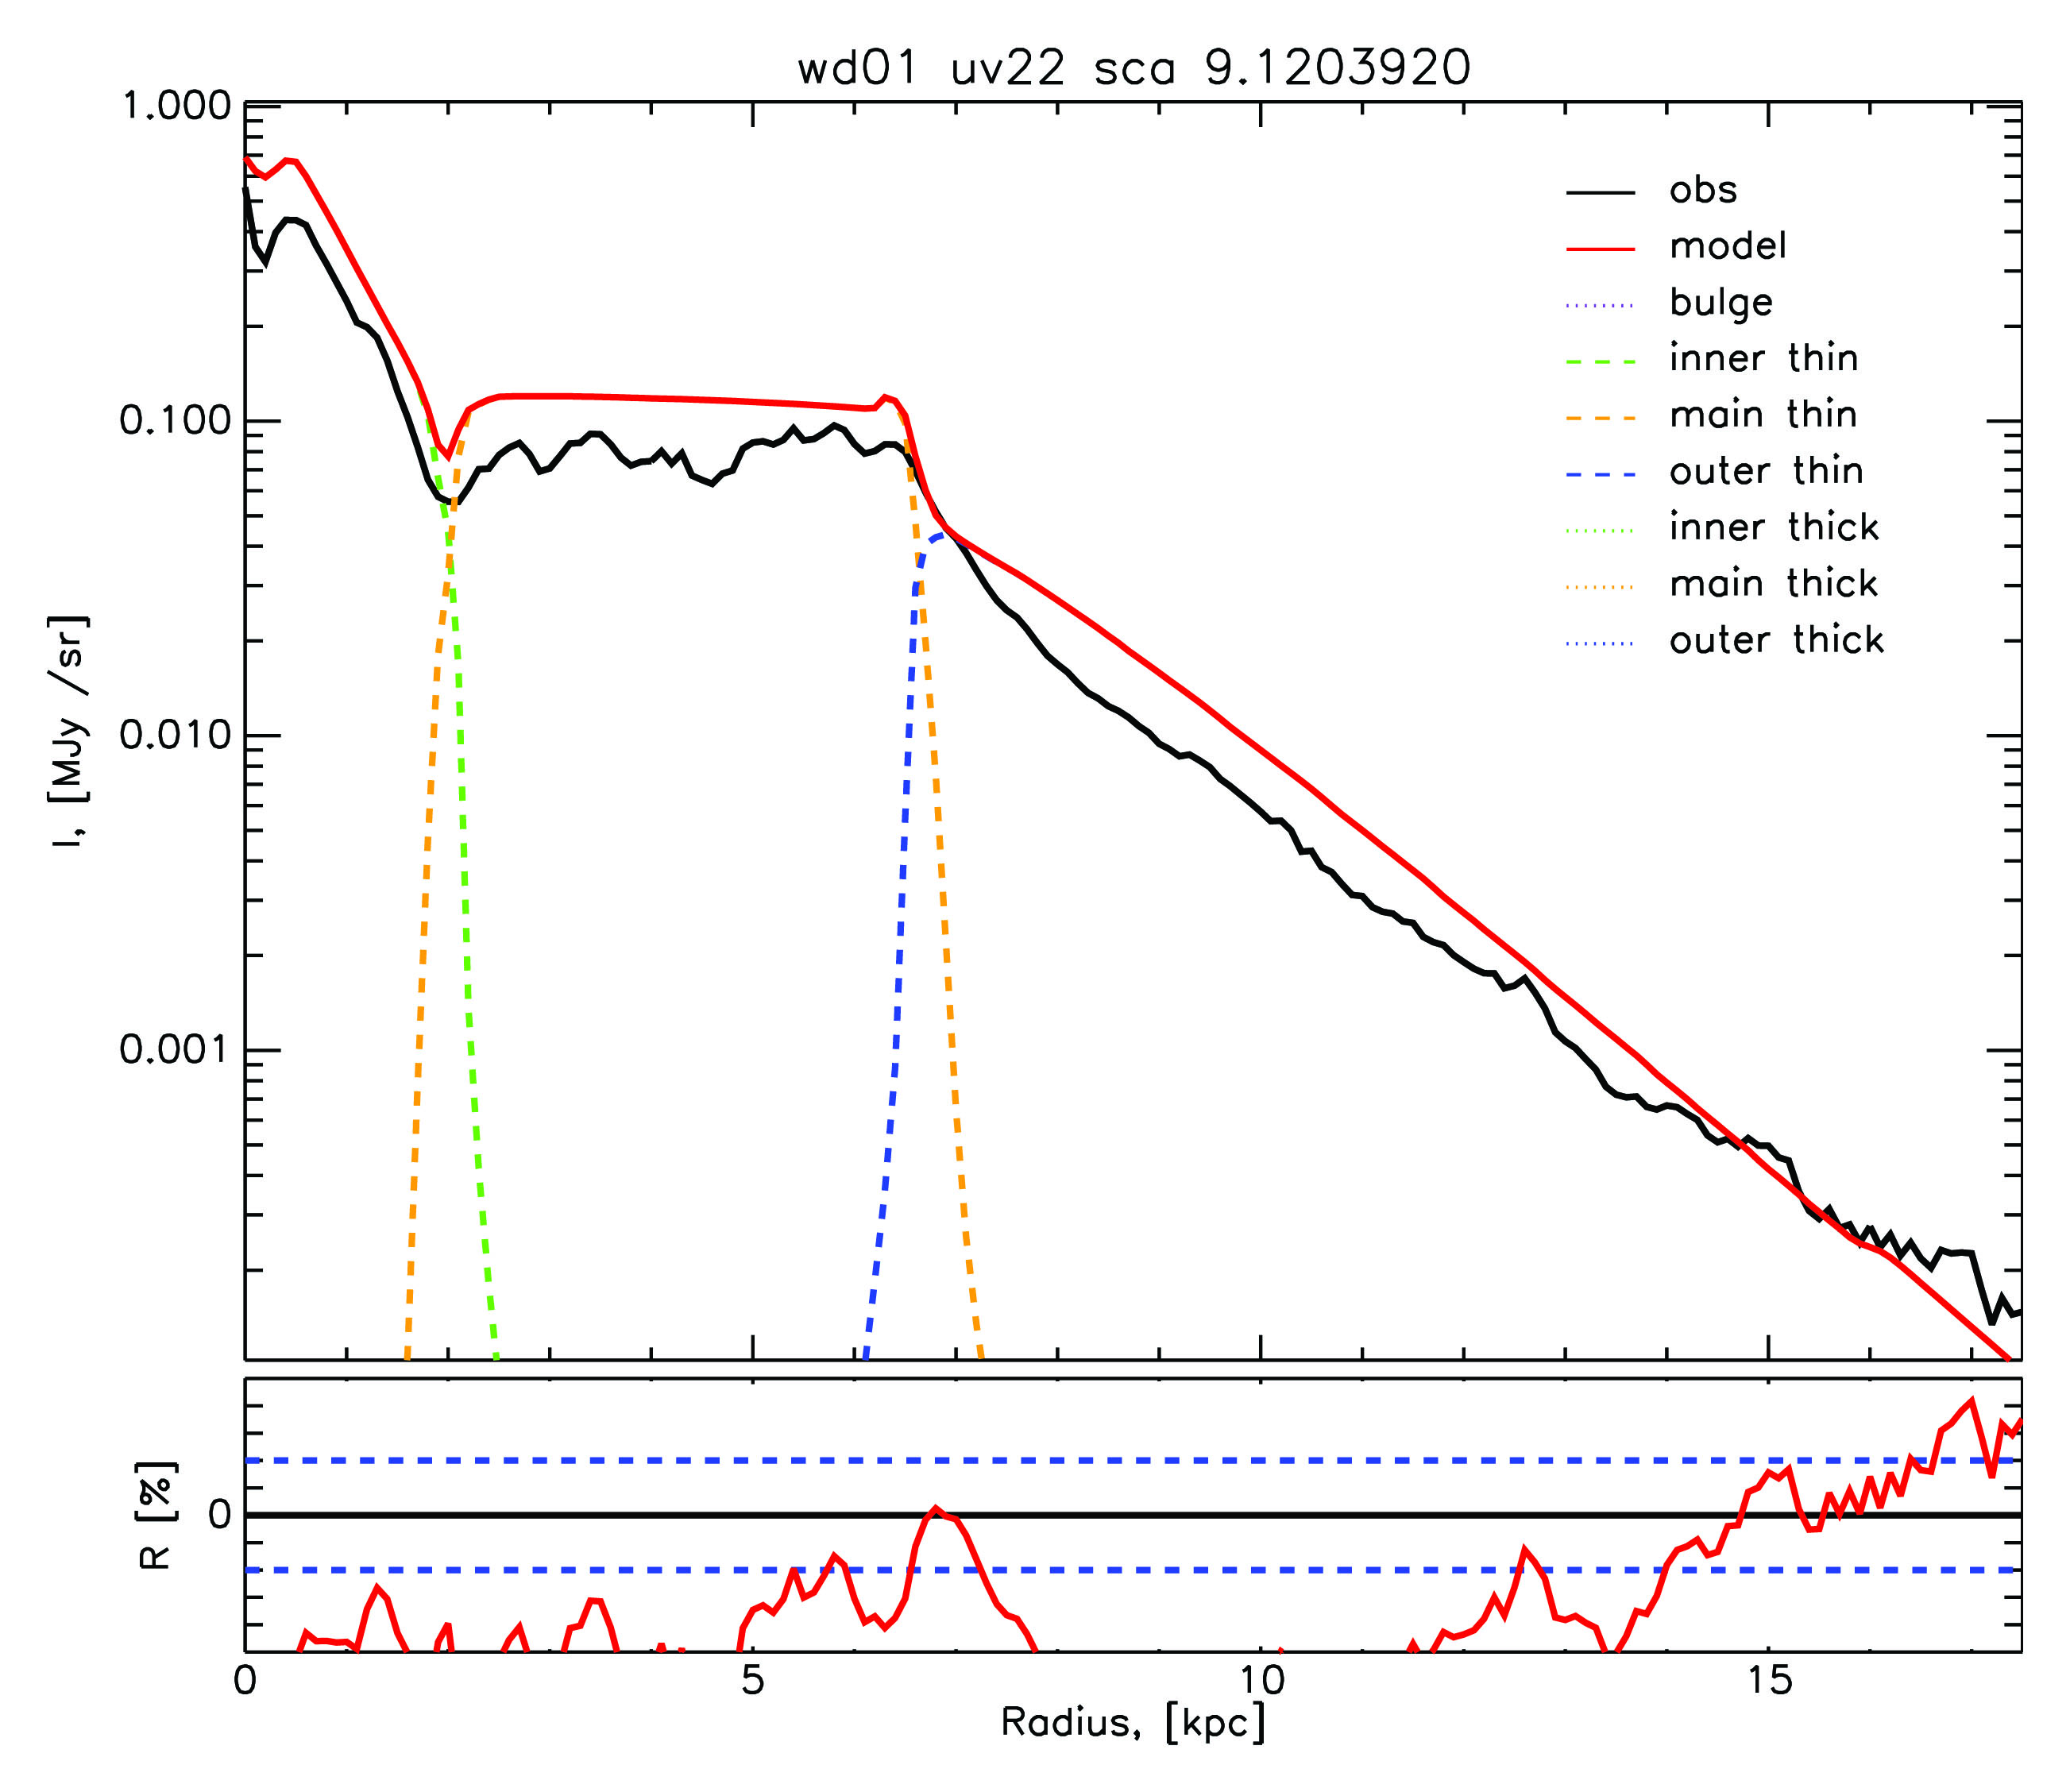 wd01 uv22 sca 9.1203920
1.000
0.100
0.010
0.001
I, [MJy /sr]
obs
model
bulge
inner thin
main thin
outer thin
inner thick
main thick
outer thick
R [%]
0
0 5 10 15
Radius, [kpc]